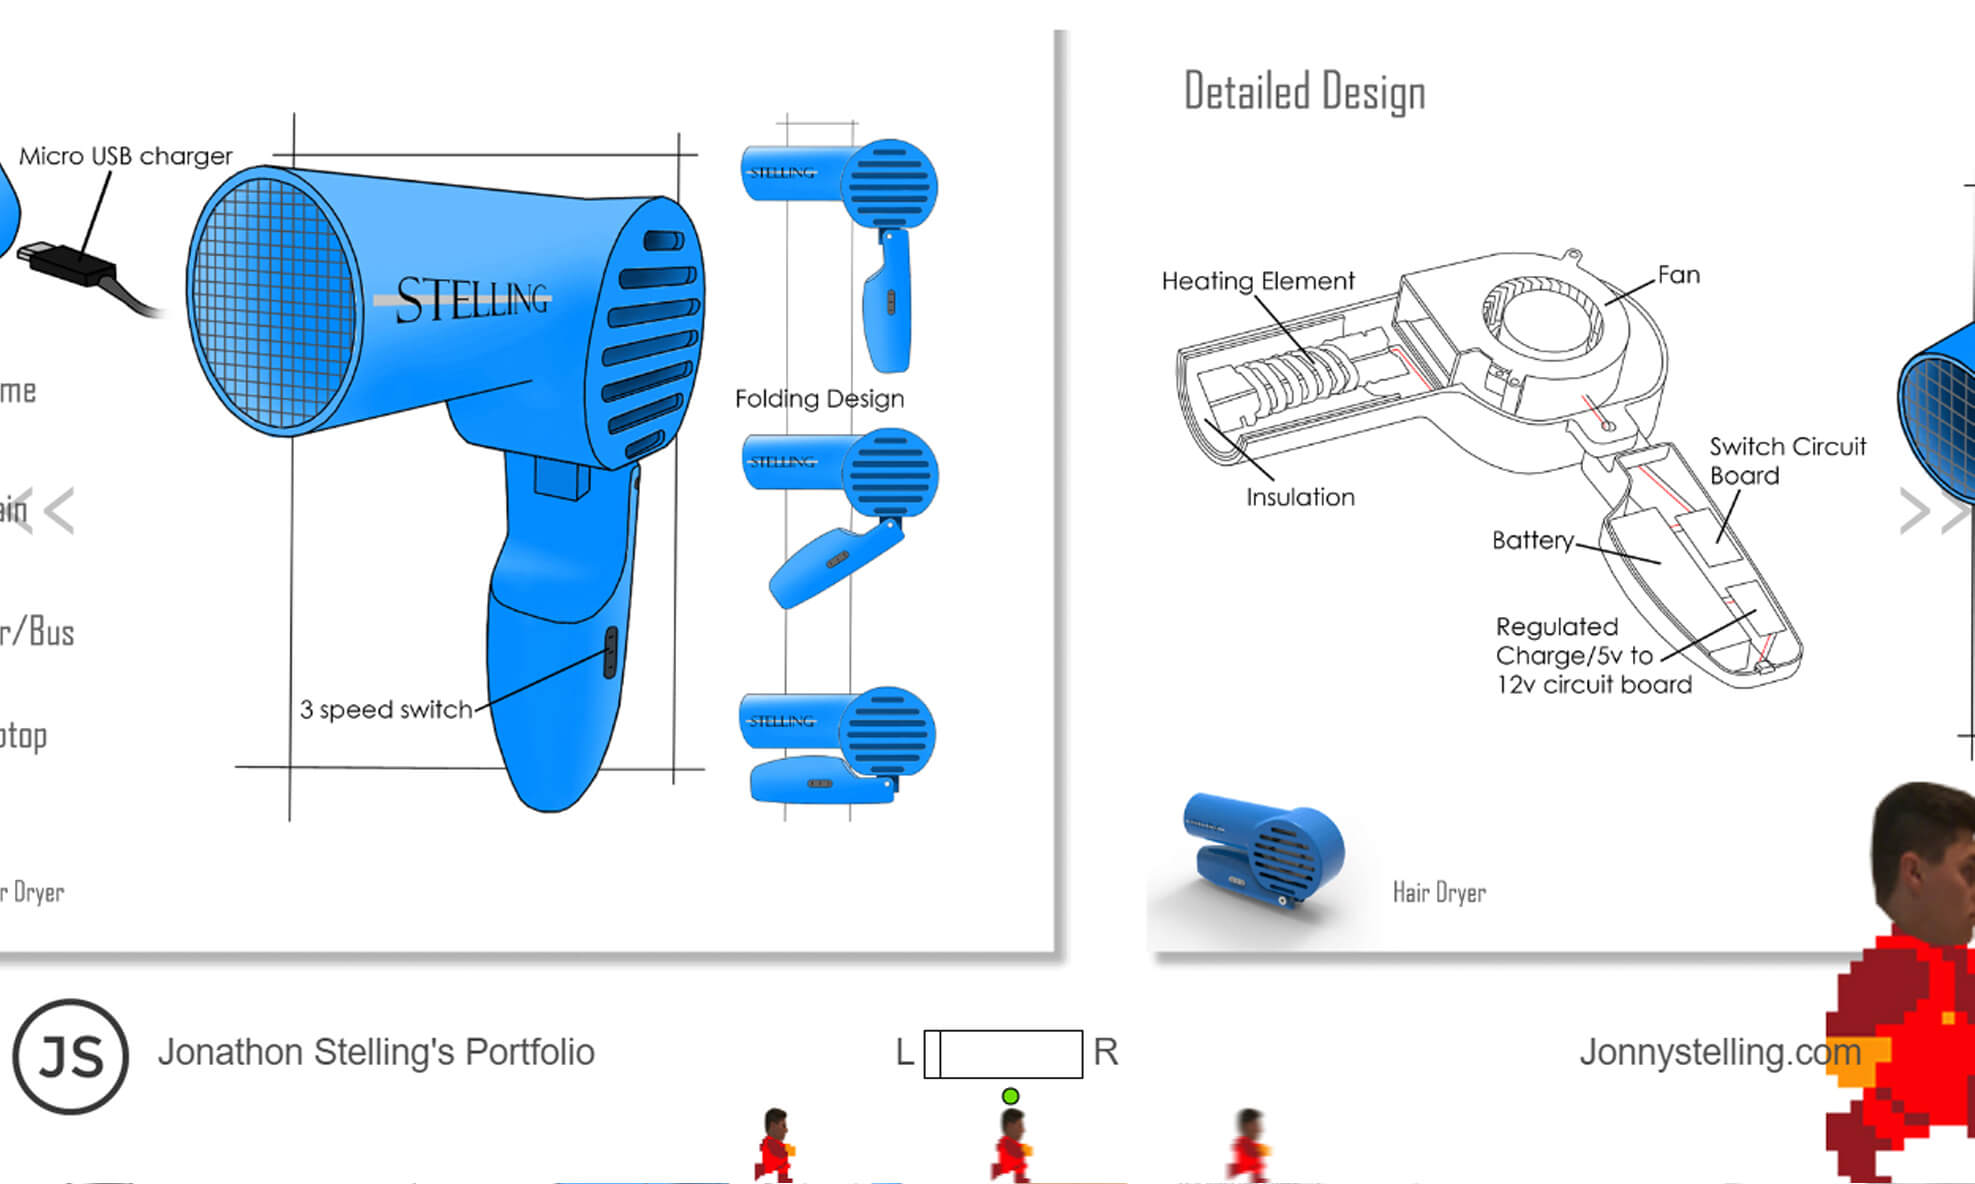 Micro USB charger
STELLING
3 speed switch
STELLING
Folding Design
STELLING
STELLING
Detailed Design
Heating Element
Fan
Insulation
Switch Circuit
Board
Battery
Regulated
Charge/5v to
12v circuit board
Hair Dryer
me
ain
<<
r/Bus
ptop
r Dryer
>>
JS
Jonathon Stelling's Portfolio
L
R
Jonnystelling.com